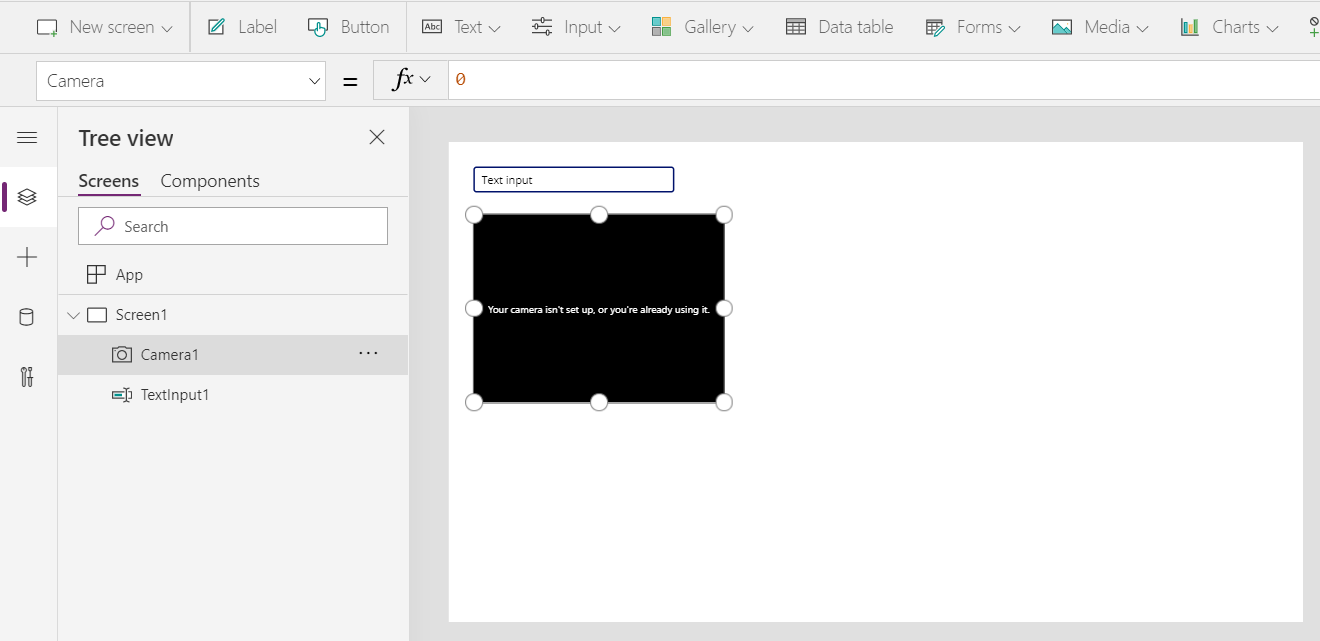 New screen Label Button Abc Text Input Gallery Data table Forms Media Charts
Camera = fx 0
Tree view
Screens Components
Search
App
Screen1
Camera1 ...
TextInput1
Text input
Your camera isn't set up, or you're already using it.